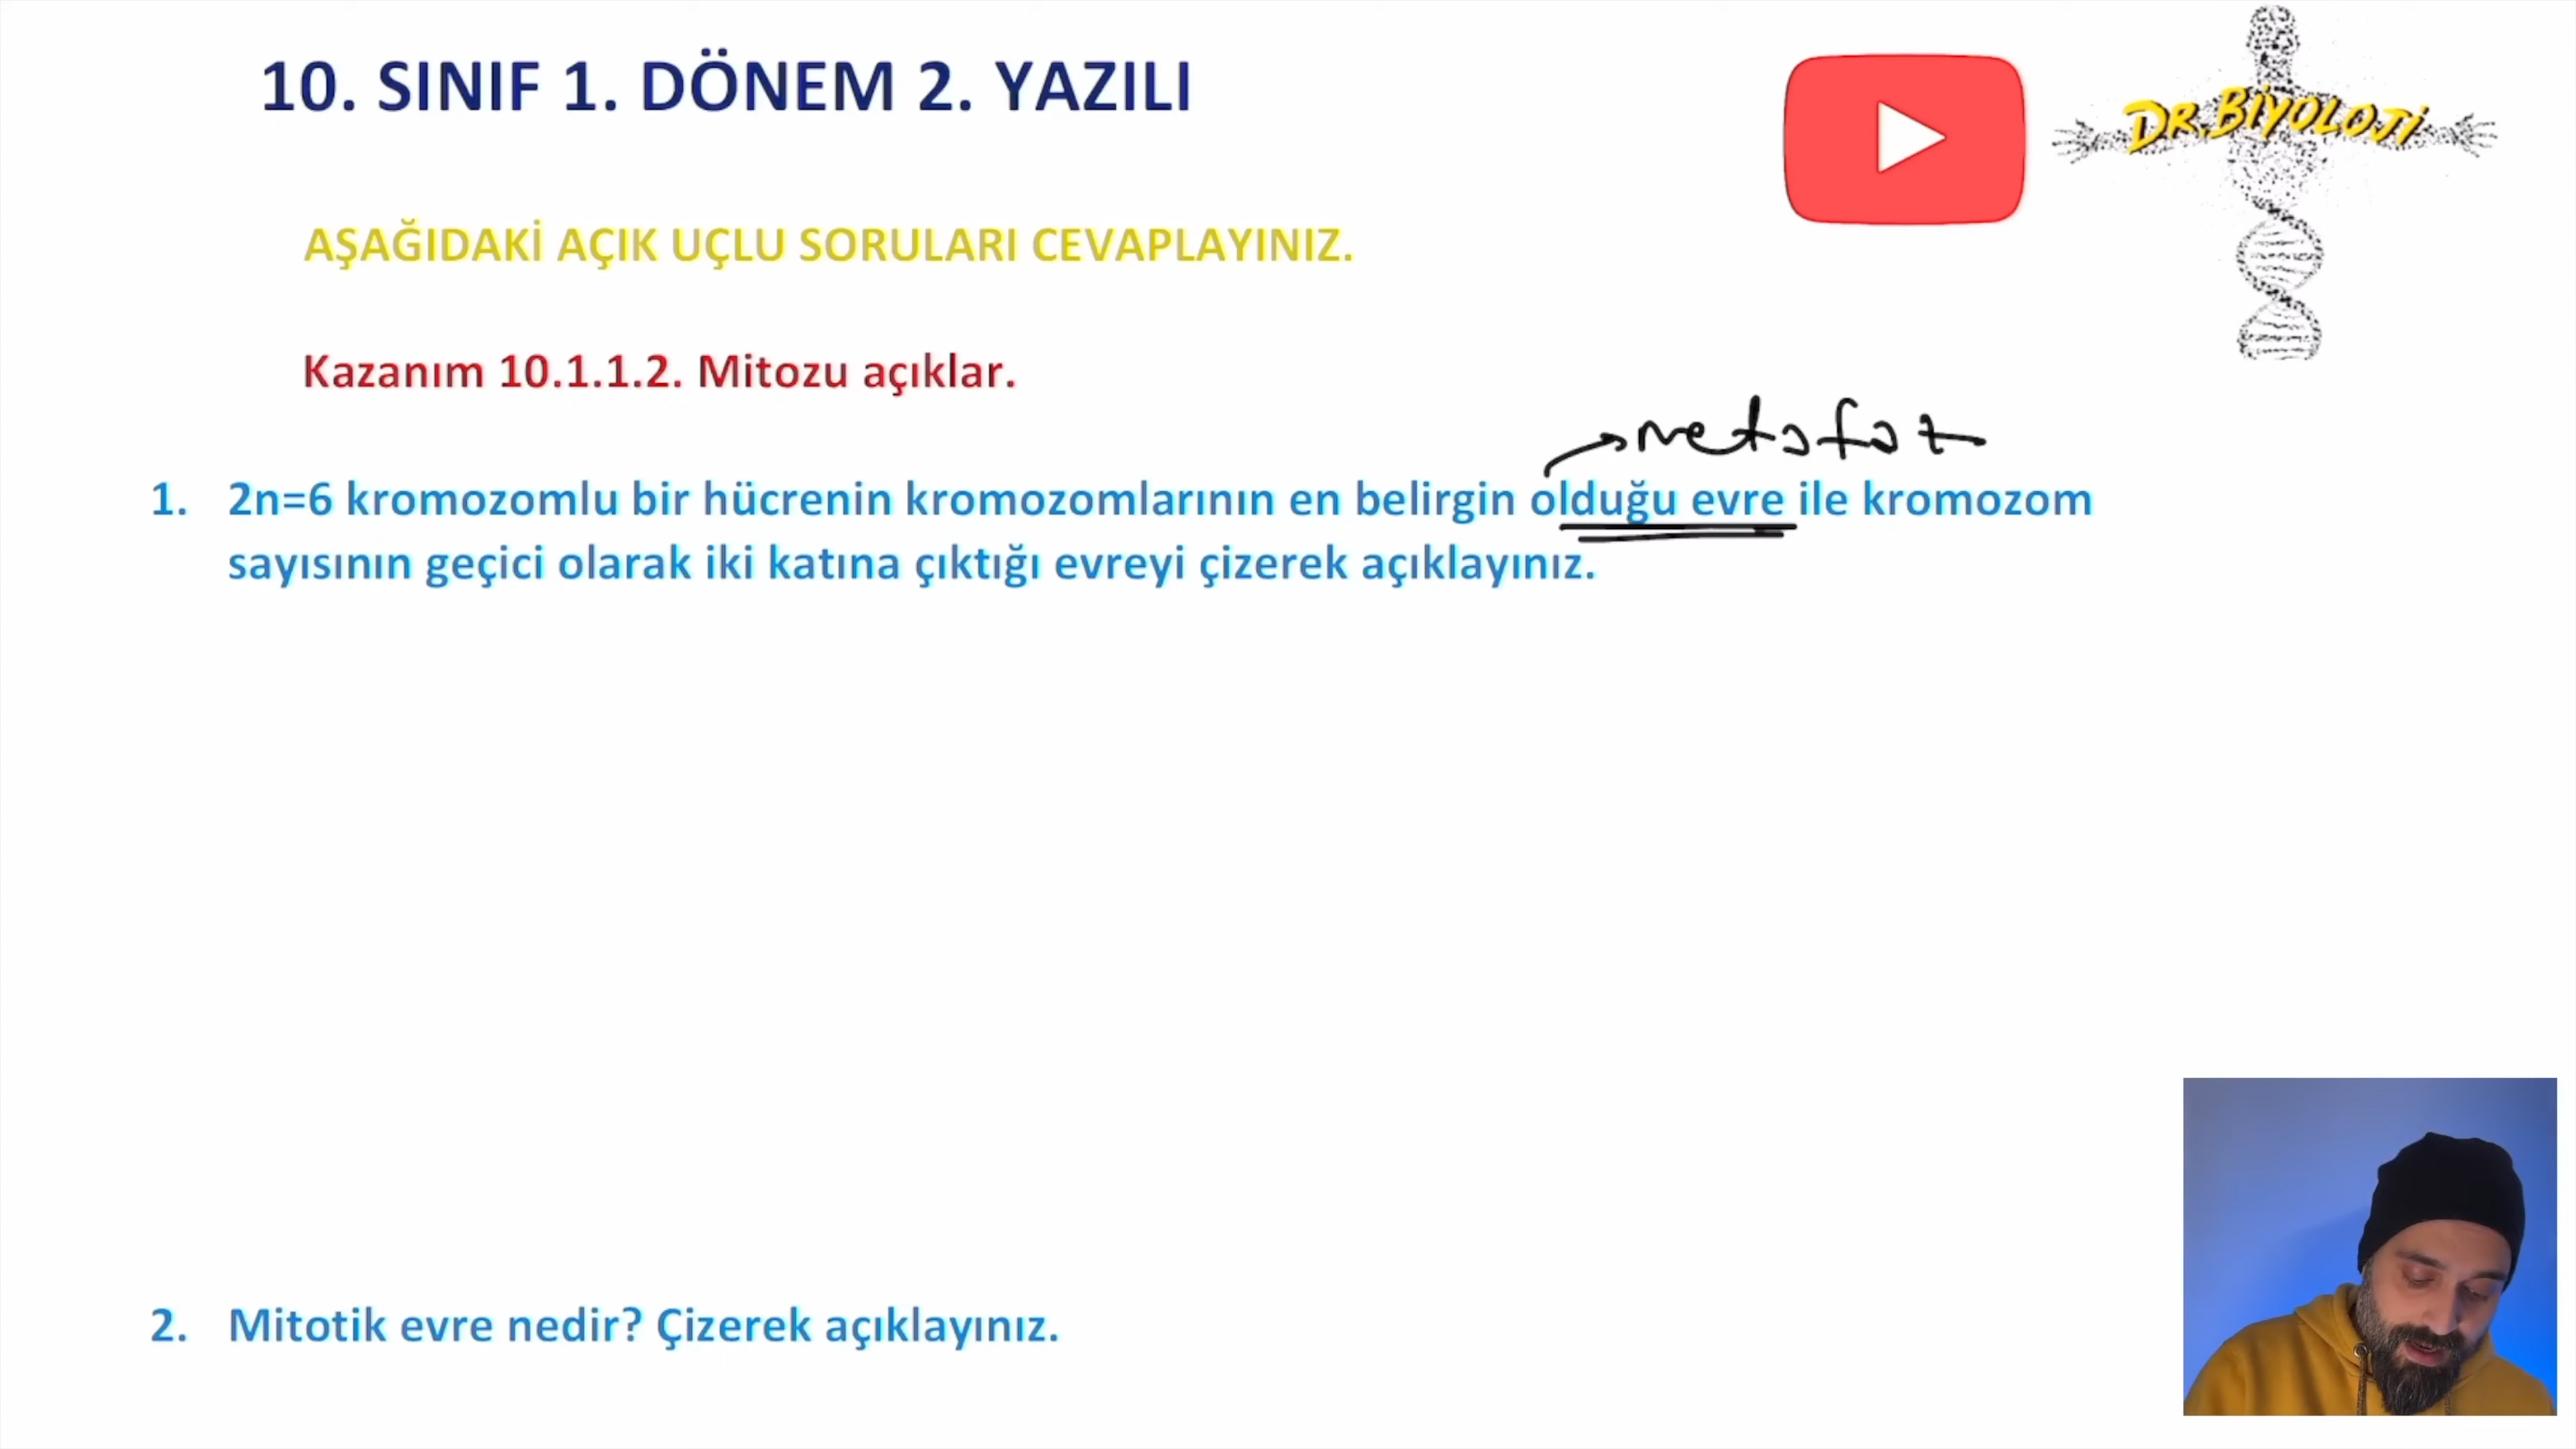 10. SINIF 1. DÖNEM 2. YAZILI
DR.BİYOLOJİ
AŞAĞIDAKİ AÇIK UÇLU SORULARI CEVAPLAYINIZ.
Kazanım 10.1.1.2. Mitozu açıklar.
metafaz
1. 2n=6 kromozomlu bir hücrenin kromozomlarının en belirgin olduğu evre ile kromozom
sayısının geçici olarak iki katına çıktığı evreyi çizerek açıklayınız.
2. Mitotik evre nedir? Çizerek açıklayınız.